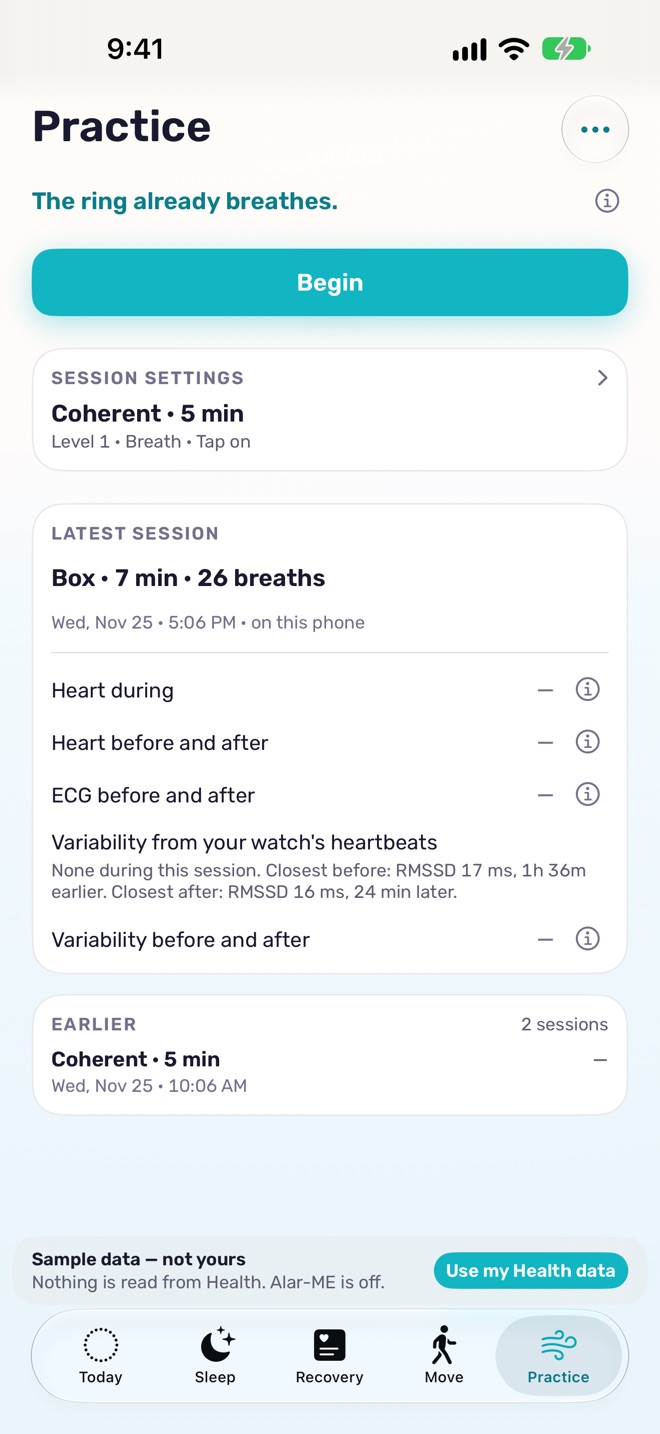 9:41
Practice
The ring already breathes.
Begin
SESSION SETTINGS
Coherent • 5 min
Level 1 • Breath • Tap on
LATEST SESSION
Box • 7 min • 26 breaths
Wed, Nov 25 • 5:06 PM • on this phone
Heart during –
Heart before and after –
ECG before and after –
Variability from your watch's heartbeats
None during this session. Closest before: RMSSD 17 ms, 1h 36m
earlier. Closest after: RMSSD 16 ms, 24 min later.
Variability before and after –
EARLIER 2 sessions
Coherent • 5 min –
Wed, Nov 25 • 10:06 AM
Sample data — not yours
Nothing is read from Health. Alar-ME is off.
Use my Health data
Today Sleep Recovery Move Practice